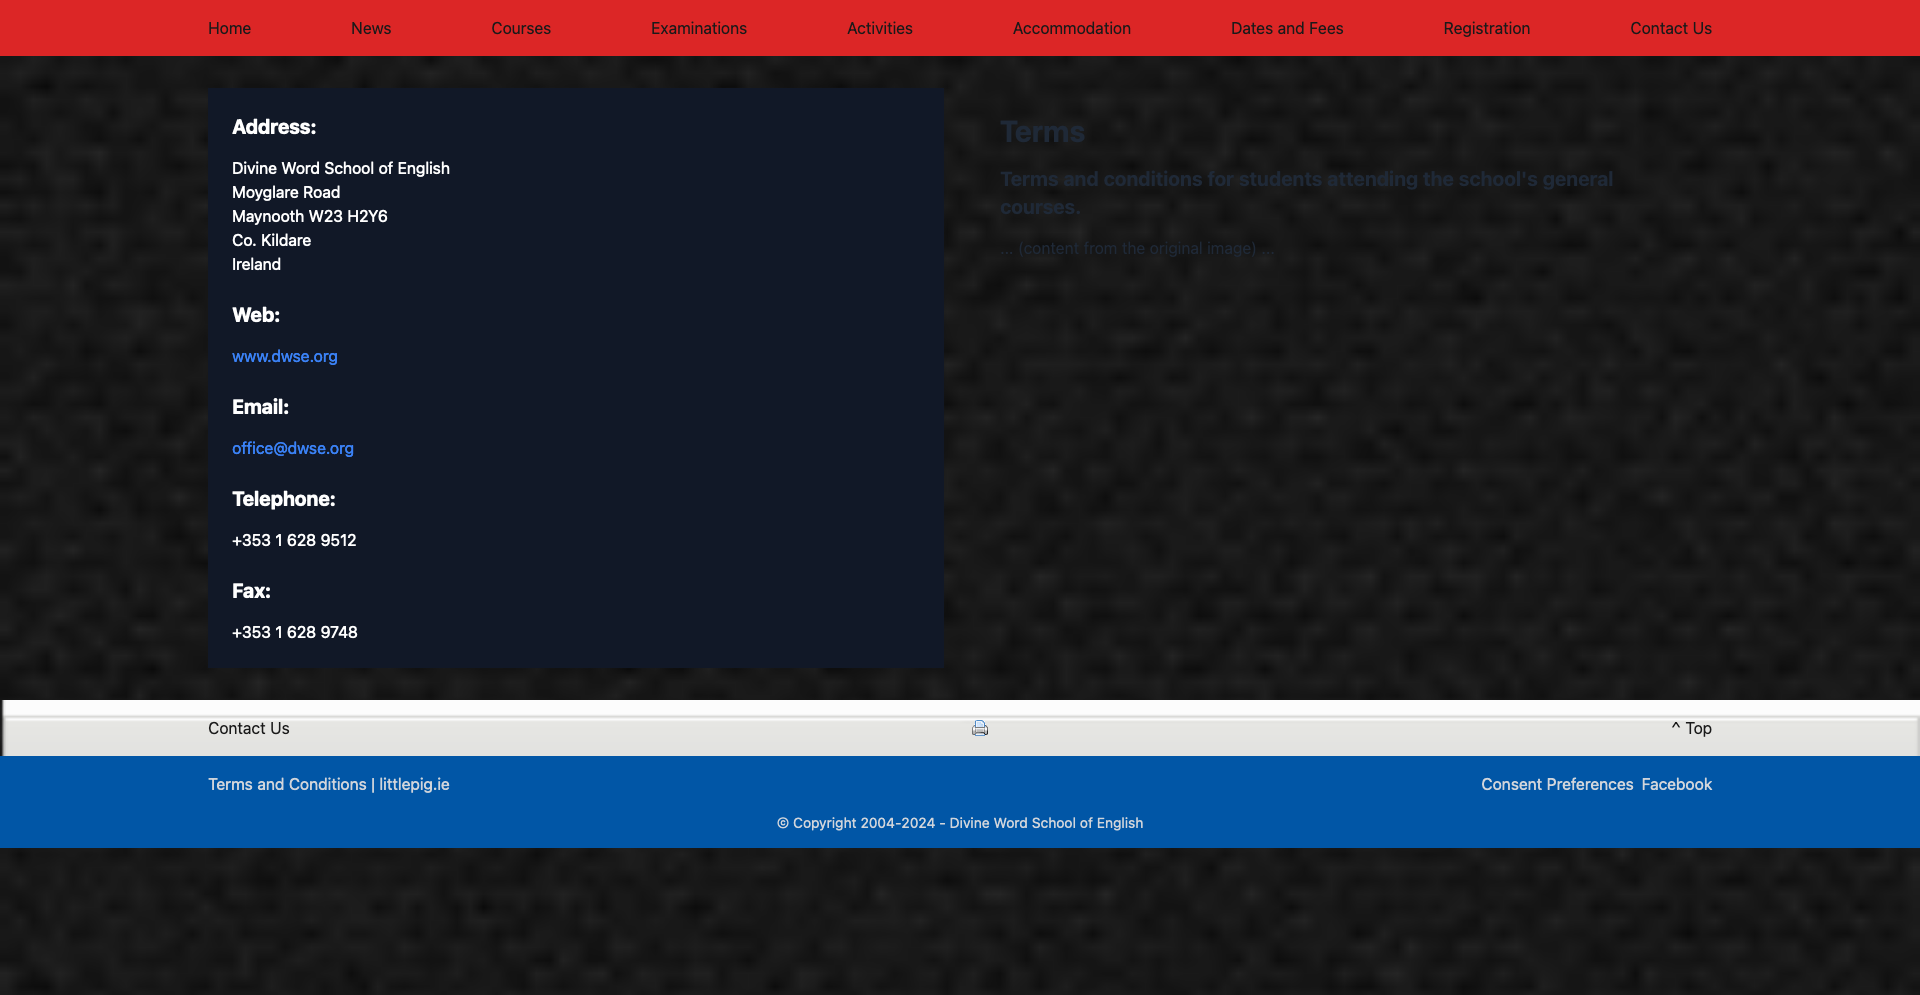 Home News Courses Examinations Activities Accommodation Dates and Fees Registration Contact Us
Address:
Divine Word School of English
Moyglare Road
Maynooth W23 H2Y6
Co. Kildare
Ireland
Web:
www.dwse.org
Email:
office@dwse.org
Telephone:
+353 1 628 9512
Fax:
+353 1 628 9748
Terms
Terms and conditions for students attending the school's general
courses.
... (content from the original image) ...
Contact Us ^ Top
Terms and Conditions | littlepig.ie Consent Preferences Facebook
© Copyright 2004-2024 - Divine Word School of English